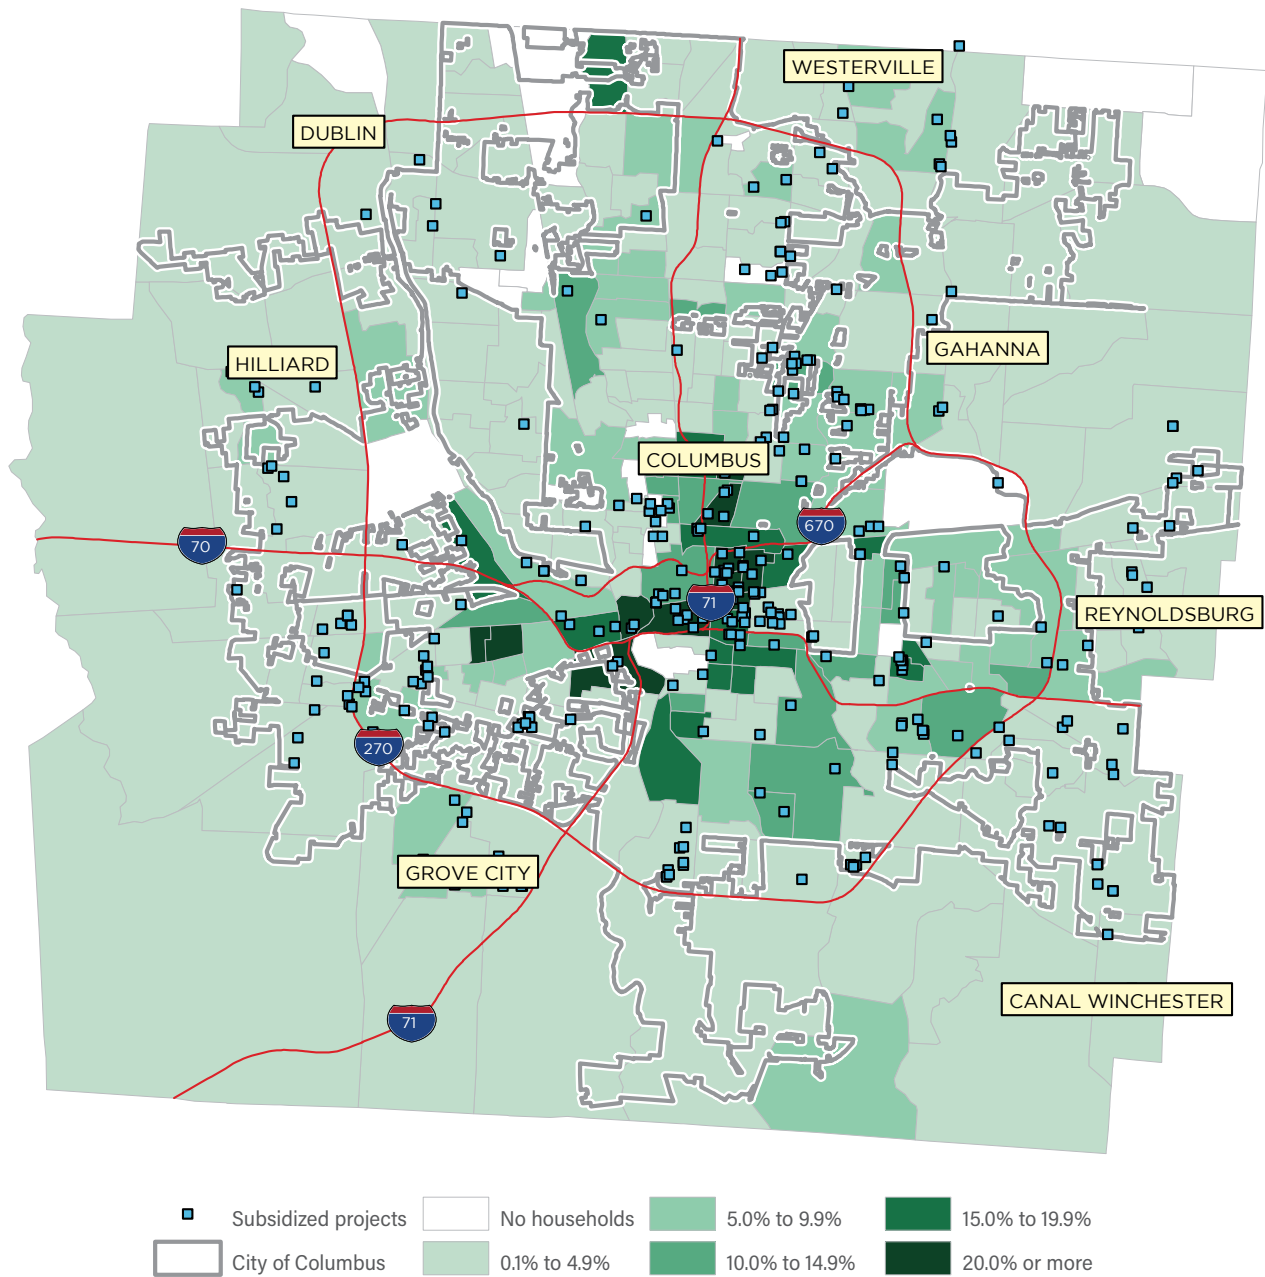 WESTERVILLE
DUBLIN
GAHANNA
HILLIARD
COLUMBUS
670
70
71
REYNOLDSBURG
270
GROVE CITY
CANAL WINCHESTER
71
Subsidized projects
No households
5.0% to 9.9%
15.0% to 19.9%
City of Columbus
0.1% to 4.9%
10.0% to 14.9%
20.0% or more